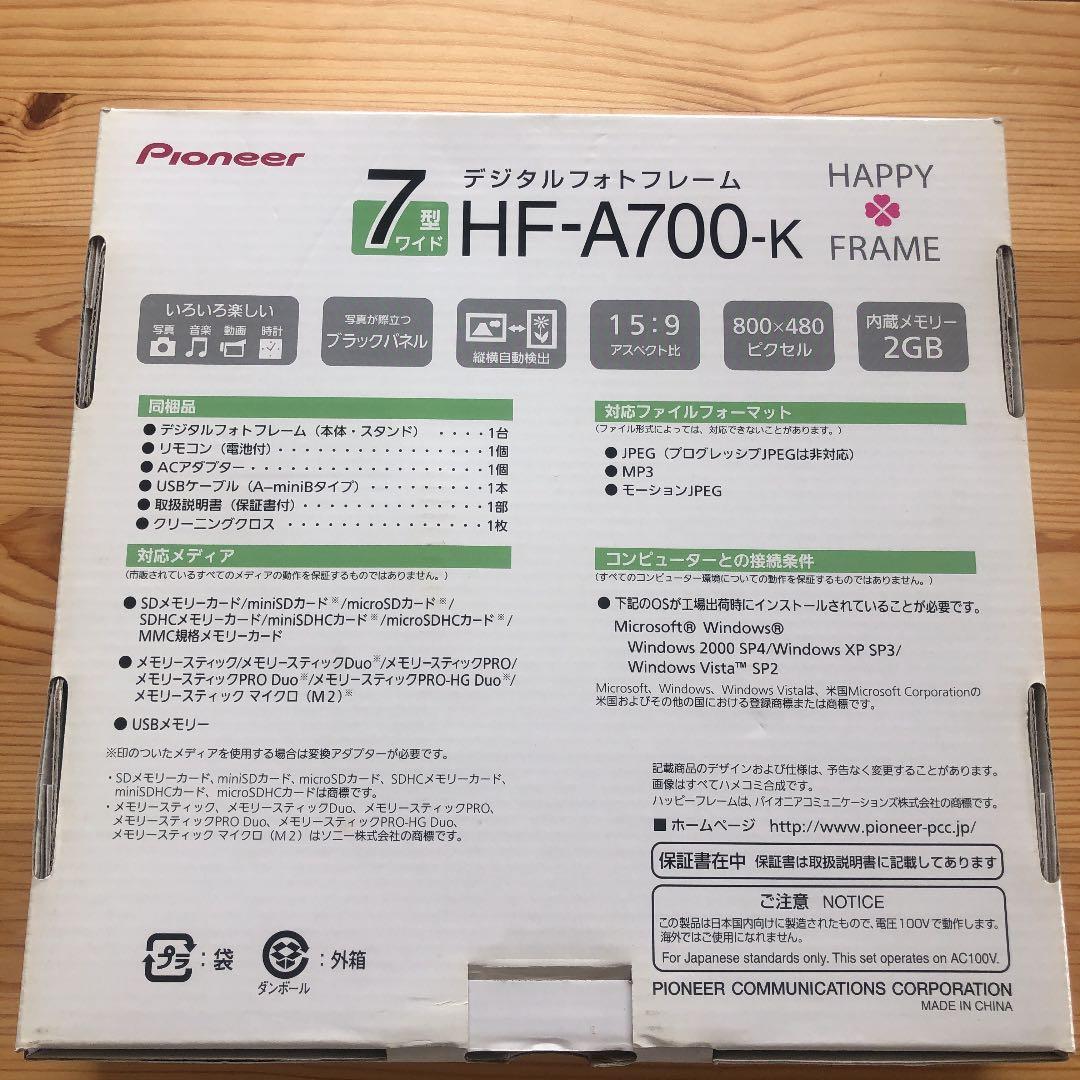 Pioneer
7型ワイド
デジタルフォトフレーム
HF-A700-K
HAPPY
FRAME
いろいろ楽しい
写真 音楽 動画 時計
写真が際立つ
ブラックパネル
縦横自動検出
15:9
アスペクト比
800×480
ピクセル
内蔵メモリー
2GB
同梱品
● デジタルフォトフレーム（本体・スタンド） ・・・・1台
● リモコン（電池付）・・・・・・・・・・・・・・・1個
● ACアダプター・・・・・・・・・・・・・・・・・1個
● USBケーブル（A−miniBタイプ）・・・・・・・・・1本
● 取扱説明書（保証書付）・・・・・・・・・・・・・1部
● クリーニングクロス ・・・・・・・・・・・・・・1枚
対応メディア
（市販されているすべてのメディアの動作を保証するものではありません。）
● SDメモリーカード/miniSDカード※/microSDカード※/
SDHCメモリーカード/miniSDHCカード※/microSDHCカード※/
MMC規格メモリーカード
● メモリースティック/メモリースティックDuo※/メモリースティックPRO/
メモリースティックPRO Duo※/メモリースティックPRO-HG Duo※/
メモリースティック マイクロ（M2）※
● USBメモリー
※印のついたメディアを使用する場合は変換アダプターが必要です。
・SDメモリーカード、miniSDカード、microSDカード、SDHCメモリーカード、
miniSDHCカード、microSDHCカードは商標です。
・メモリースティック、メモリースティックDuo、メモリースティックPRO、
メモリースティックPRO Duo、メモリースティックPRO-HG Duo、
メモリースティック マイクロ（M2）はソニー株式会社の商標です。
プラ：袋
ダンボール：外箱
対応ファイルフォーマット
（ファイル形式によっては、対応できないことがあります。）
● JPEG（プログレッシブJPEGは非対応）
● MP3
● モーションJPEG
コンピューターとの接続条件
（すべてのコンピューター環境についての動作を保証するものではありません。）
● 下記のOSが工場出荷時にインストールされていることが必要です。
Microsoft® Windows®
Windows 2000 SP4/Windows XP SP3/
Windows Vista™ SP2
Microsoft、Windows、Windows Vistaは、米国Microsoft Corporationの
米国およびその他の国における登録商標または商標です。
記載商品のデザインおよび仕様は、予告なく変更することがあります。
画像はすべてハメコミ合成です。
ハッピーフレームは、パイオニアコミュニケーションズ株式会社の商標です。
■ ホームページ http://www.pioneer-pcc.jp/
保証書在中 保証書は取扱説明書に記載してあります
ご注意 NOTICE
この製品は日本国内向けに製造されたもので、電圧100Vで動作します。
海外ではご使用になれません。
For Japanese standards only. This set operates on AC100V.
PIONEER COMMUNICATIONS CORPORATION
MADE IN CHINA